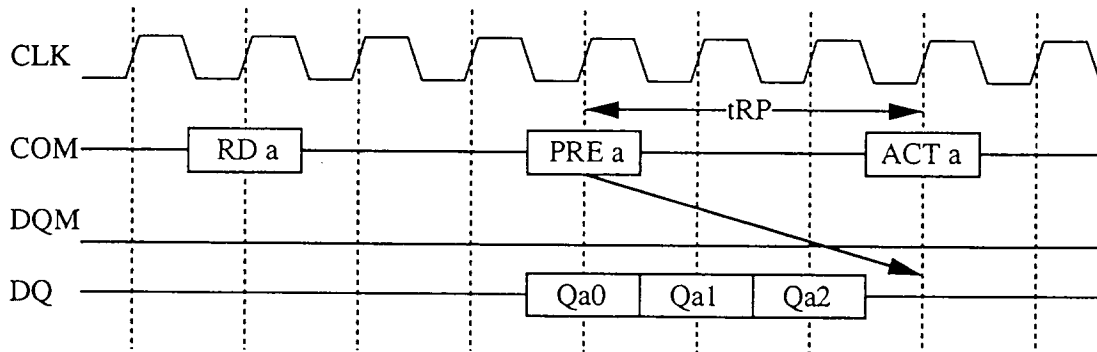 CLK
tRP
COM RD a PRE a ACT a
DQM
DQ Qa0 Qa1 Qa2